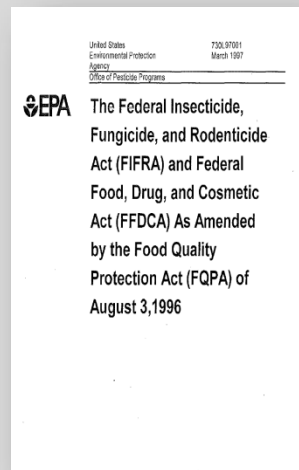 United States
Environmental Protection
Agency
Office of Pesticide Programs
730L97001
March 1997
EPA
The Federal Insecticide,
Fungicide, and Rodenticide
Act (FIFRA) and Federal
Food, Drug, and Cosmetic
Act (FFDCA) As Amended
by the Food Quality
Protection Act (FQPA) of
August 3,1996